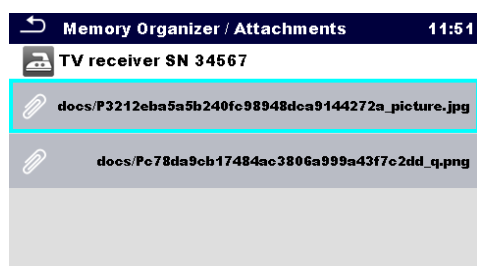 Memory Organizer / Attachments 11:51
TV receiver SN 34567
docs/P3212eba5a5b240fc98948dca9144272a_picture.jpg
docs/Pc78da9cb17484ac3806a999a43f7c2dd_q.png